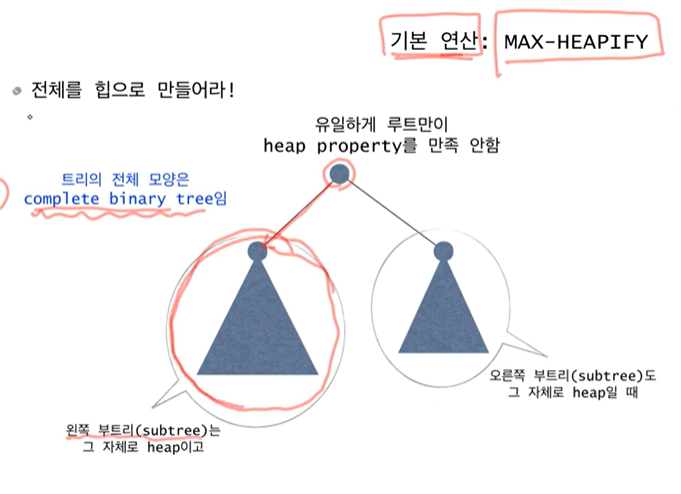 기본 연산: MAX-HEAPIFY
전체를 힙으로 만들어라!
유일하게 루트만이
heap property를 만족 안함
트리의 전체 모양은
complete binary tree임
오른쪽 부트리(subtree)도
그 자체로 heap일 때
왼쪽 부트리(subtree)는
그 자체로 heap이고